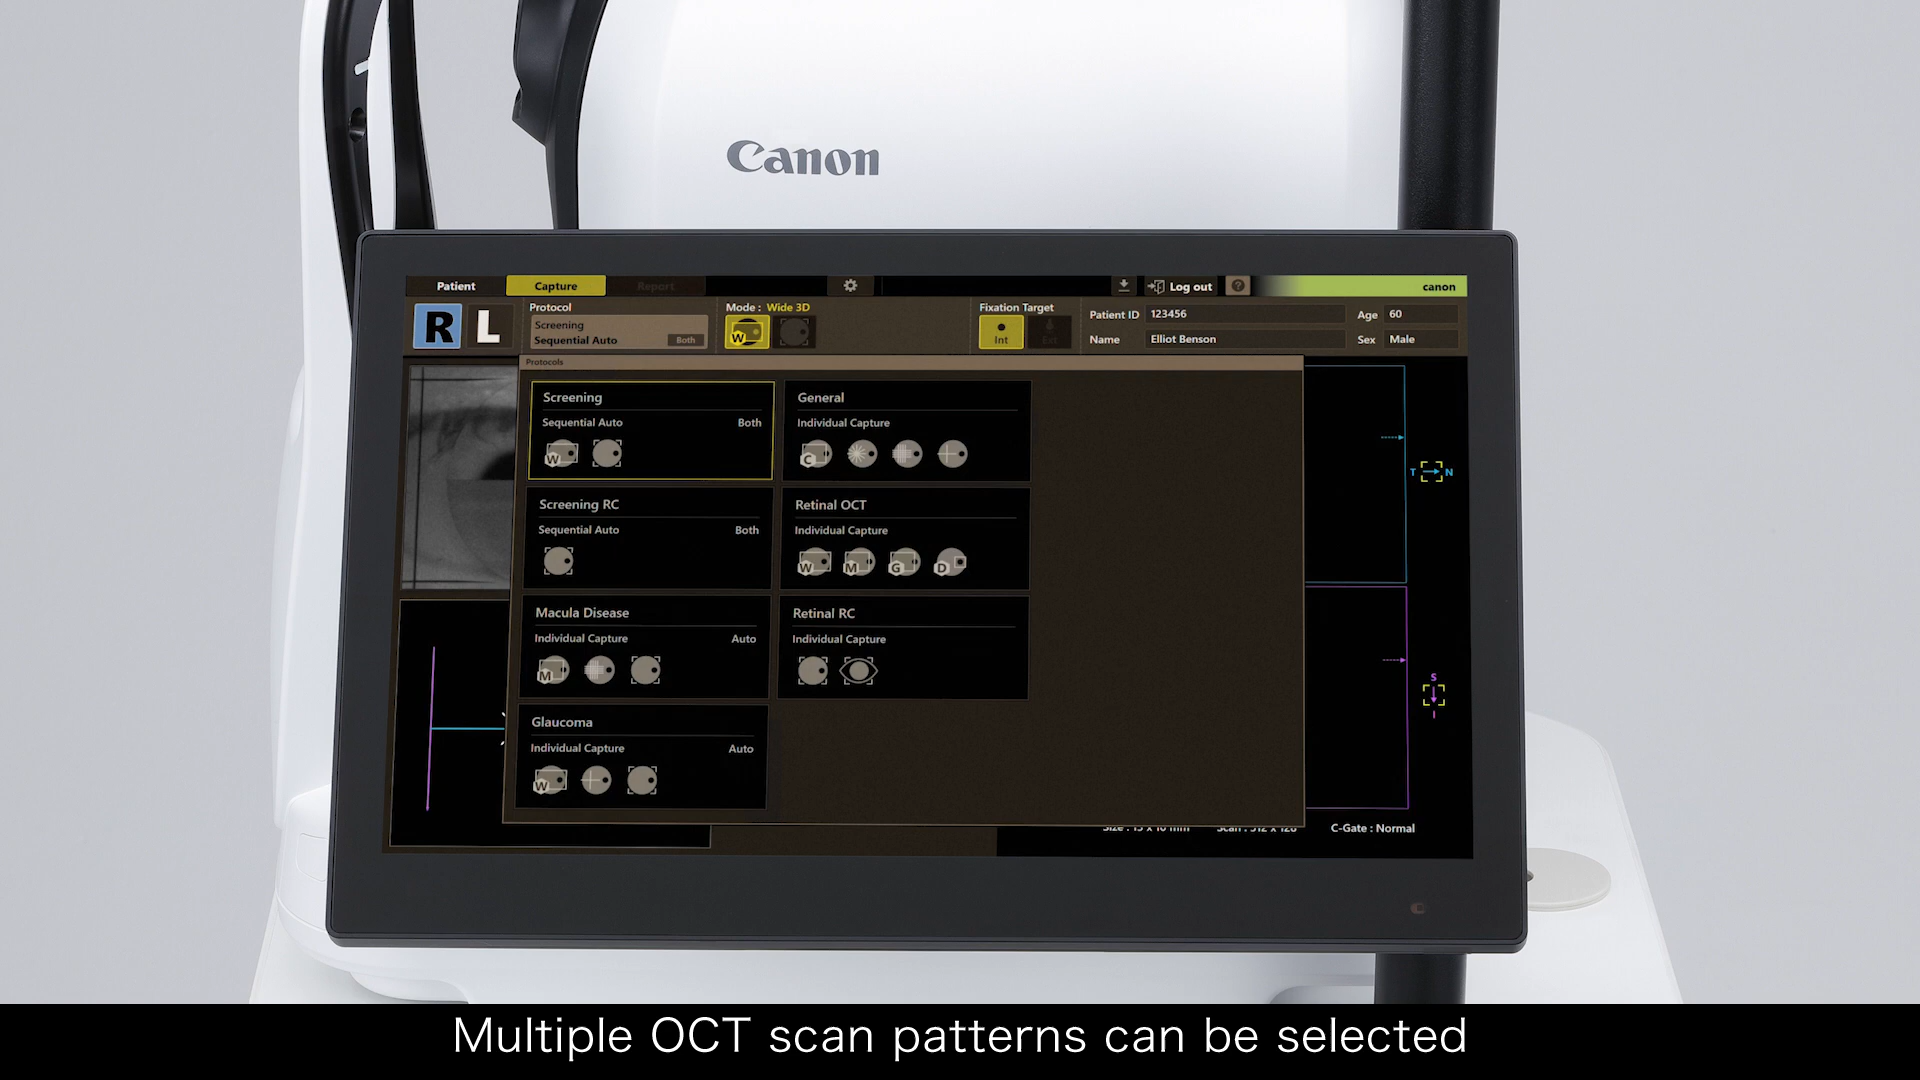 Canon
Patient
Capture
Report
Log out
?
canon
R
L
Protocol
Screening
Sequential Auto
Both
Mode : Wide 3D
W
Fixation Target
Int
Ext
Patient ID
123456
Age
60
Name
Elliot Benson
Sex
Male
Protocols
Screening
Sequential Auto
Both
W
General
Individual Capture
C
Screening RC
Sequential Auto
Both
Retinal OCT
Individual Capture
W
M
G
D
Macula Disease
Individual Capture
Auto
M
Retinal RC
Individual Capture
Glaucoma
Individual Capture
Auto
W
T
N
S
I
C-Gate : Normal
Multiple OCT scan patterns can be selected